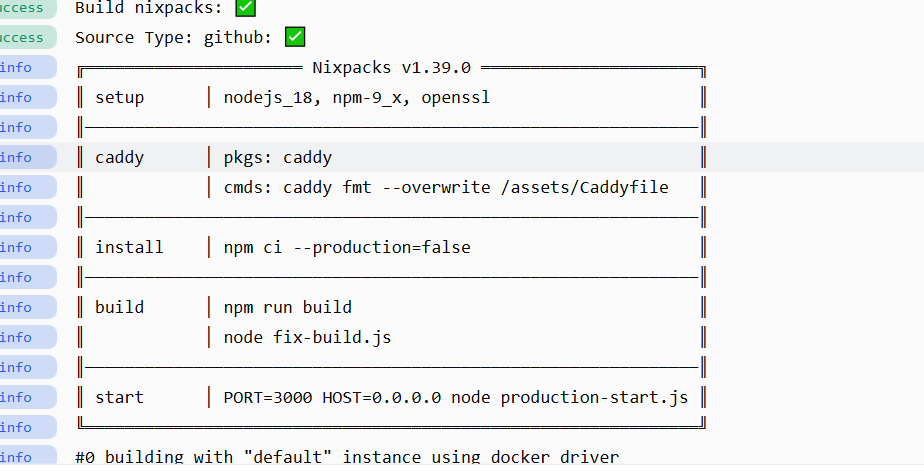 uccess Build nixpacks: ✅
uccess Source Type: github: ✅
info ╔══════════════════════ Nixpacks v1.39.0 ══════════════════════╗
info ║ setup │ nodejs_18, npm-9_x, openssl ║
info ║──────────────────────────────────────────────────────────────║
info ║ caddy │ pkgs: caddy ║
info ║ │ cmds: caddy fmt --overwrite /assets/Caddyfile ║
info ║──────────────────────────────────────────────────────────────║
info ║ install │ npm ci --production=false ║
info ║──────────────────────────────────────────────────────────────║
info ║ build │ npm run build ║
info ║ │ node fix-build.js ║
info ║──────────────────────────────────────────────────────────────║
info ║ start │ PORT=3000 HOST=0.0.0.0 node production-start.js ║
info ╚══════════════════════════════════════════════════════════════╝
info #0 building with "default" instance using docker driver